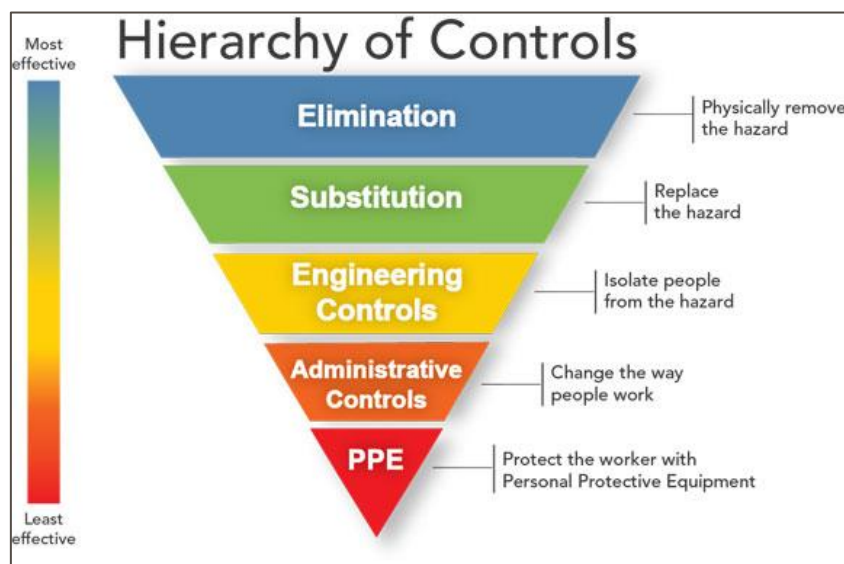 Hierarchy of Controls
Most
effective
Elimination
Physically remove
the hazard
Substitution
Replace
the hazard
Engineering
Controls
Isolate people
from the hazard
Administrative
Controls
Change the way
people work
PPE
Protect the worker with
Personal Protective Equipment
Least
effective